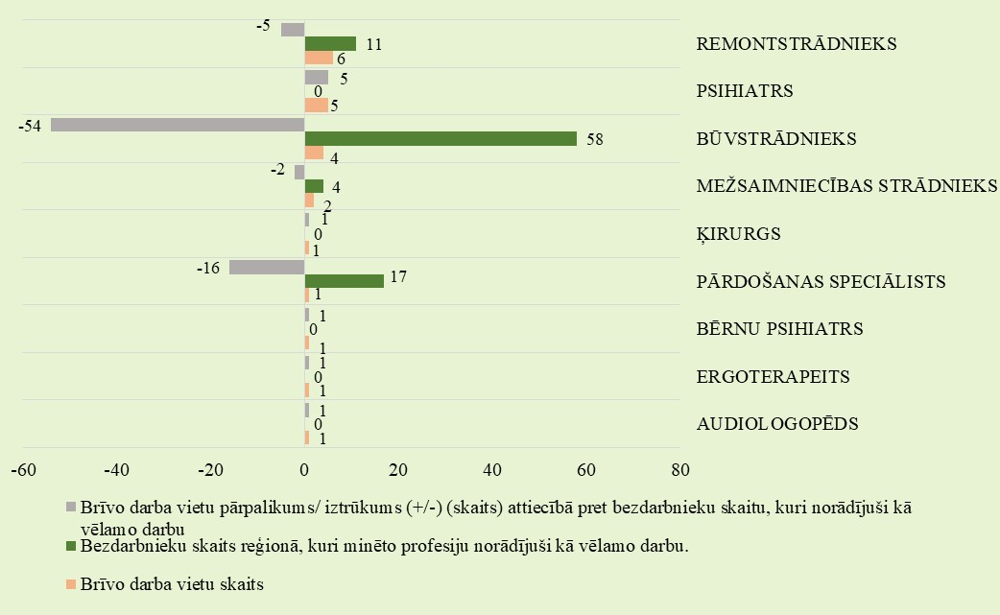 -5
11
6
REMONTSTRĀDNIEKS
5
0
5
PSIHIATRS
-54
58
4
BŪVSTRĀDNIEKS
-2
4
2
MEŽSAIMNIECĪBAS STRĀDNIEKS
1
0
1
ĶIRURGS
-16
17
1
PĀRDOŠANAS SPECIĀLISTS
1
0
1
BĒRNU PSIHIATRS
1
0
1
ERGOTERAPEITS
1
0
1
AUDIOLOGOPĒDS
-60 -40 -20 0 20 40 60 80
Brīvo darba vietu pārpalikums/ iztrūkums (+/-) (skaits) attiecībā pret bezdarbnieku skaitu, kuri norādījuši kā
vēlamo darbu
Bezdarbnieku skaits reģionā, kuri minēto profesiju norādījuši kā vēlamo darbu.
Brīvo darba vietu skaits